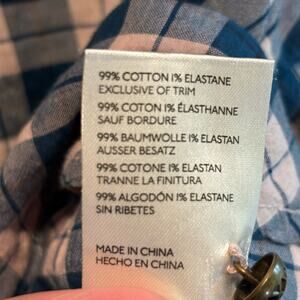 99% COTTON 1% ELASTANE
EXCLUSIVE OF TRIM
99% COTON 1% ÉLASTHANNE
SAUF BORDURE
99% BAUMWOLLE 1% ELASTAN
AUSSER BESATZ
99% COTONE 1% ELASTAN
TRANNE LA FINITURA
99% ALGODÓN 1% ELASTANE
SIN RIBETES
MADE IN CHINA
HECHO EN CHINA